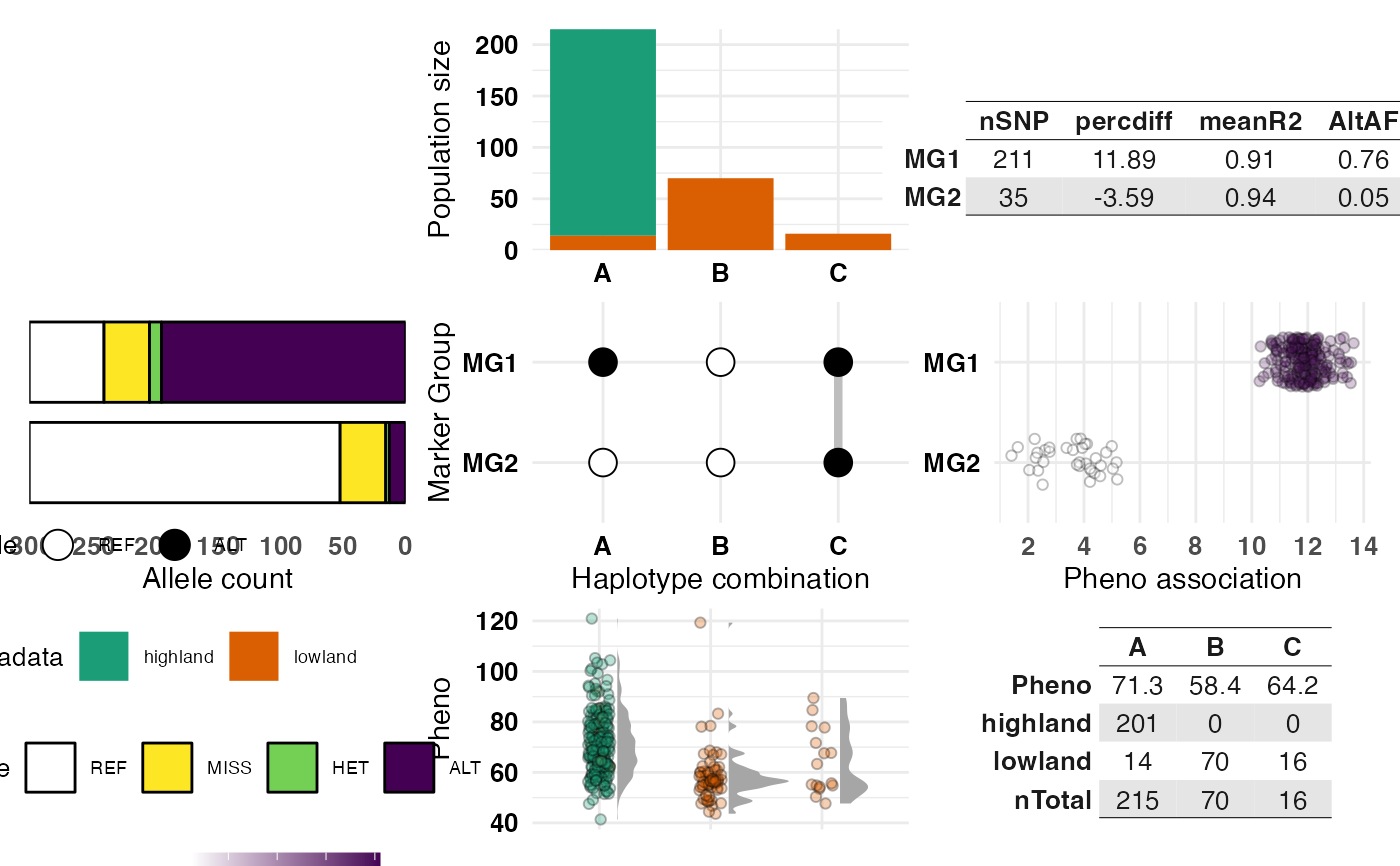 Population size
200
150
100
50
0
A B C
nSNP percdiff meanR2 AltAF
MG1 211 11.89 0.91 0.76
MG2 35 -3.59 0.94 0.05
Marker Group
MG1
MG2
MG1
MG2
300 250 200 150 100 50 0
REF ALT
Allele count
A B C
Haplotype combination
2 4 6 8 10 12 14
Pheno association
adata highland lowland
e REF MISS HET ALT
Pheno
120
100
80
60
40
A B C
Pheno 71.3 58.4 64.2
highland 201 0 0
lowland 14 70 16
nTotal 215 70 16